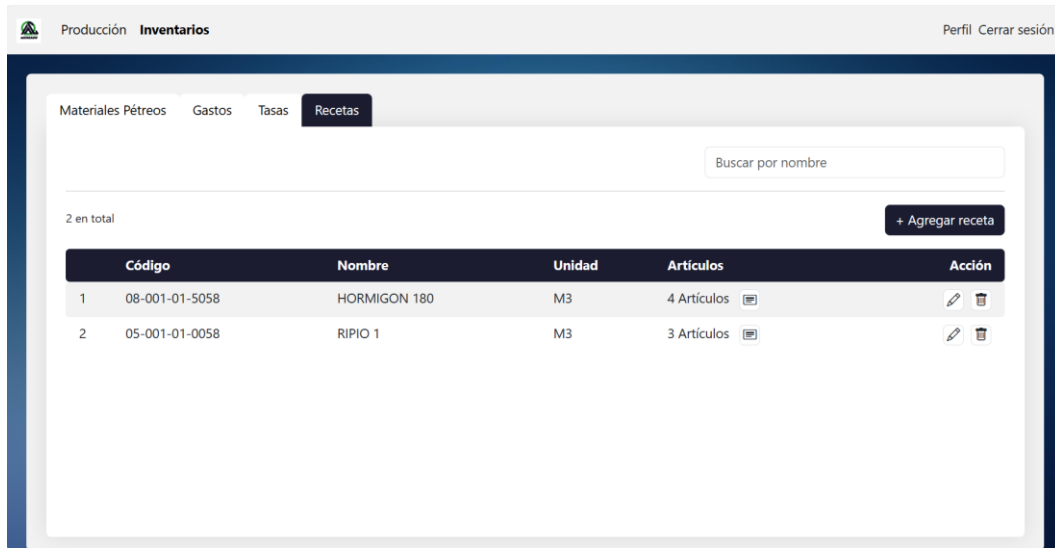 Producción Inventarios Perfil Cerrar sesión
Materiales Pétreos Gastos Tasas Recetas
Buscar por nombre
2 en total + Agregar receta
Código Nombre Unidad Artículos Acción
1 08-001-01-5058 HORMIGON 180 M3 4 Artículos
2 05-001-01-0058 RIPIO 1 M3 3 Artículos